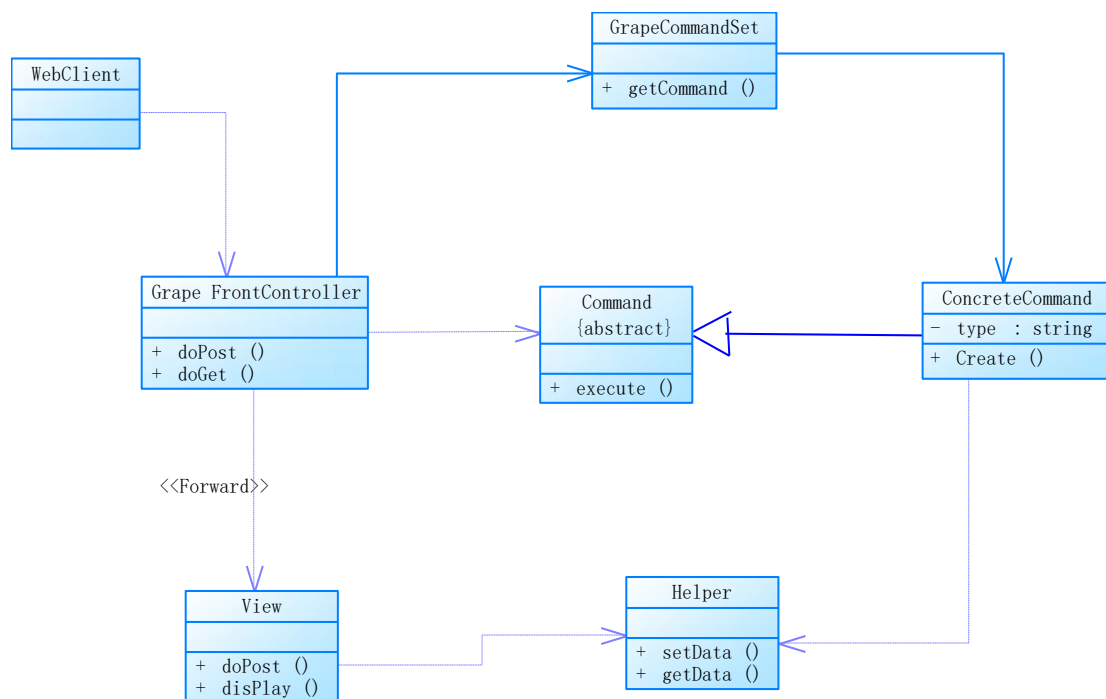 GrapeCommandSet
+ getCommand ()
WebClient
Grape FrontController
+ doPost ()
+ doGet ()
Command
{abstract}
+ execute ()
ConcreteCommand
- type : string
+ Create ()
<<Forward>>
View
+ doPost ()
+ disPlay ()
Helper
+ setData ()
+ getData ()